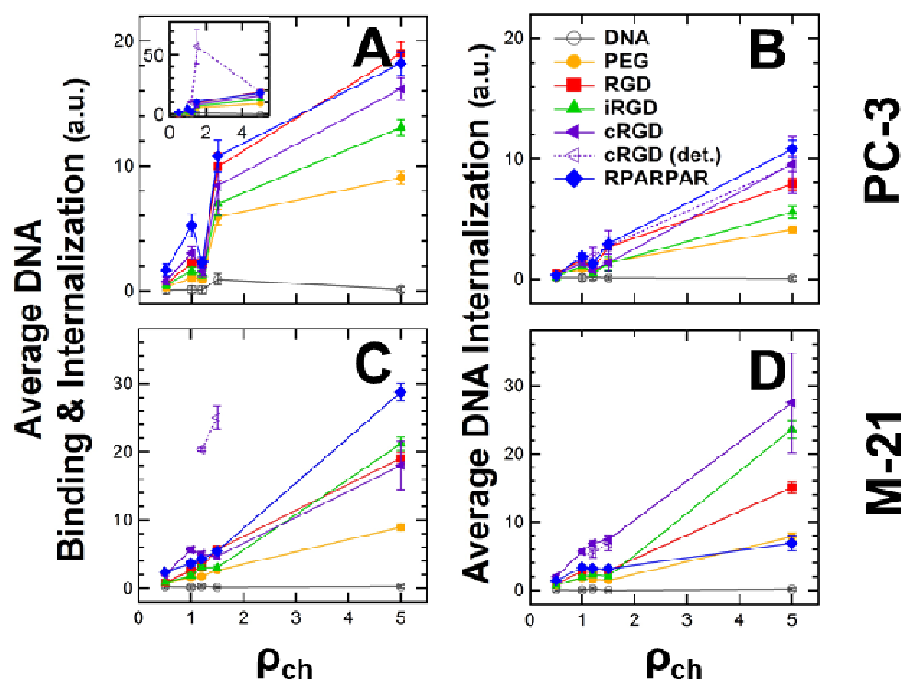 A
B
C
D
DNA
PEG
RGD
iRGD
cRGD
cRGD (det.)
RPARPAR
Average DNA
Binding & Internalization (a.u.)
Average DNA Internalization (a.u.)
PC-3
M-21
20
10
0
50
0
0 2 4
20
10
0
30
20
10
0
30
20
10
0
0 1 2 3 4 5
0 1 2 3 4 5
ρch
ρch